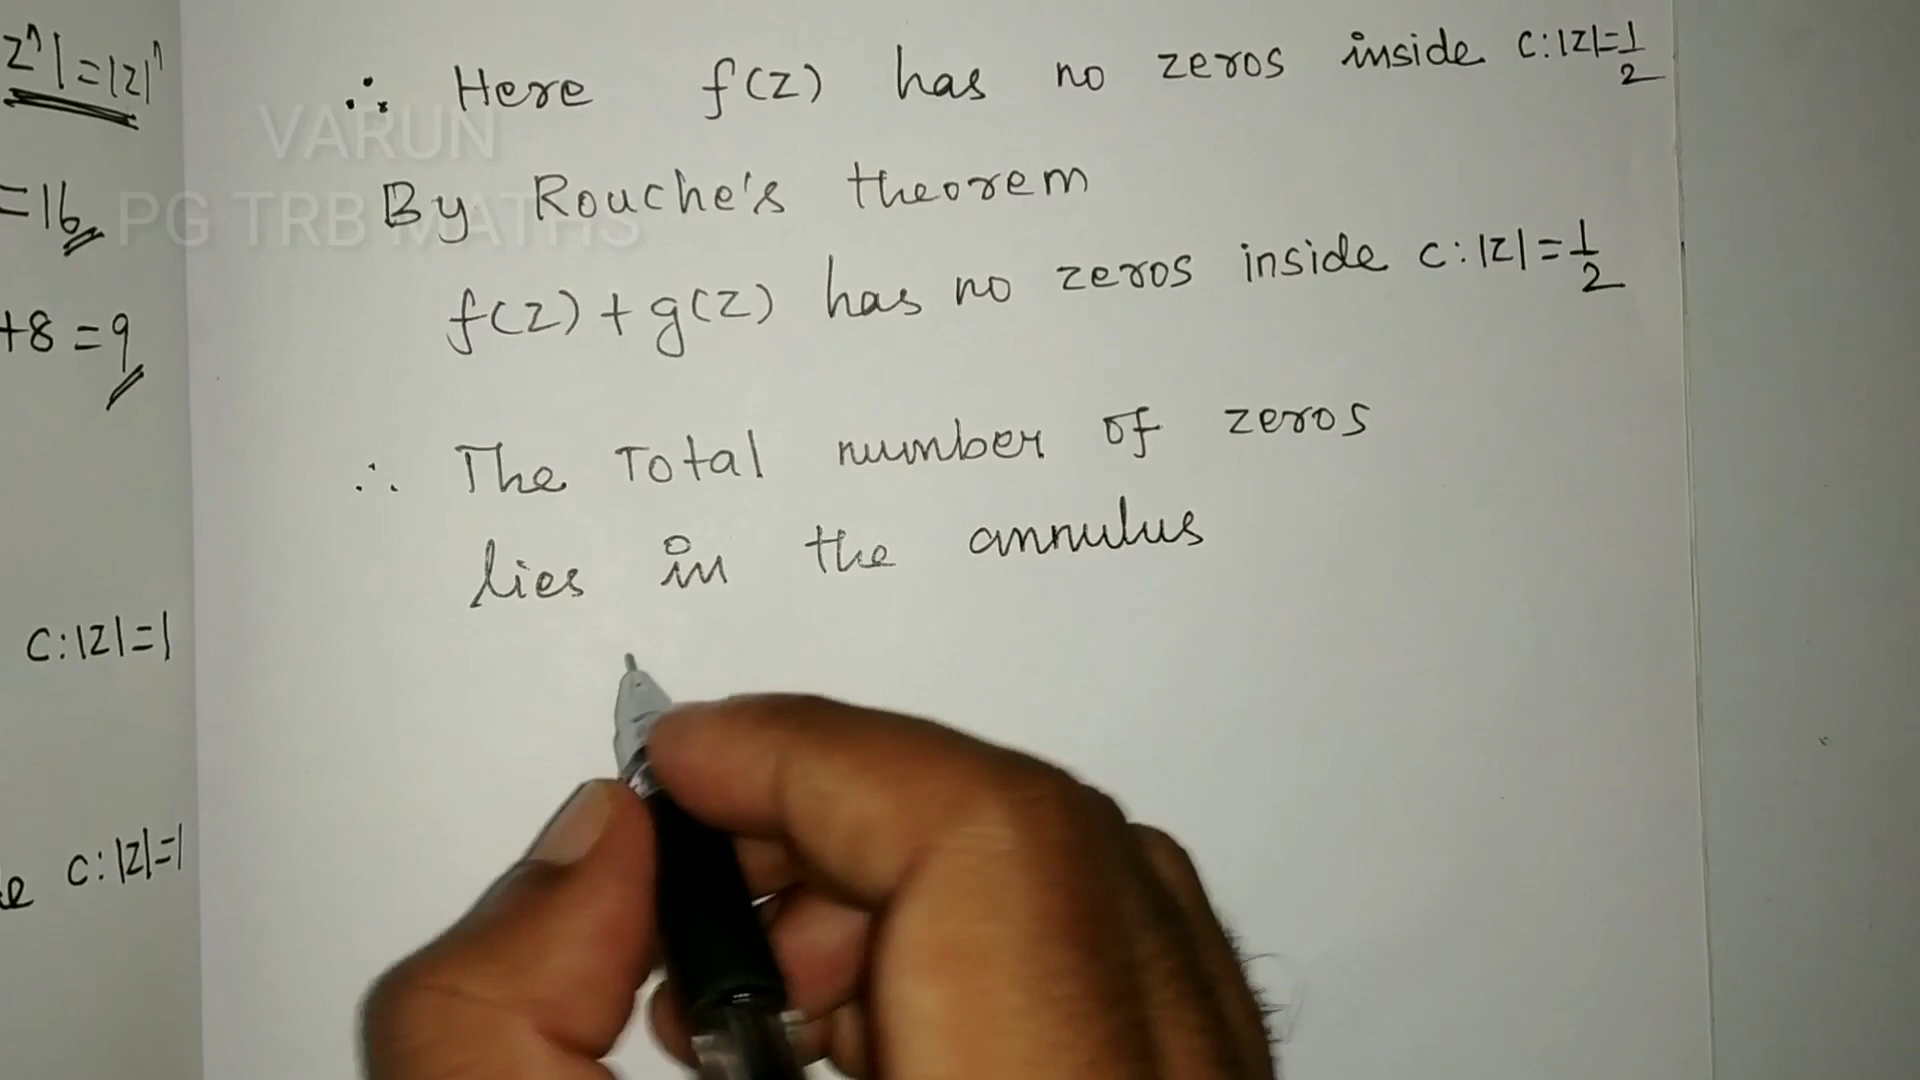 zⁿ|=|z|ⁿ
=16
+8=9
C:|z|=1
C:|z|=1
∴ Here f(z) has no zeros inside C:|z|=1/2
By Rouche's theorem
f(z)+g(z) has no zeros inside C:|z|=1/2
∴ The Total number of zeros
lies in the annulus
VARUN
PG TRB MATHS